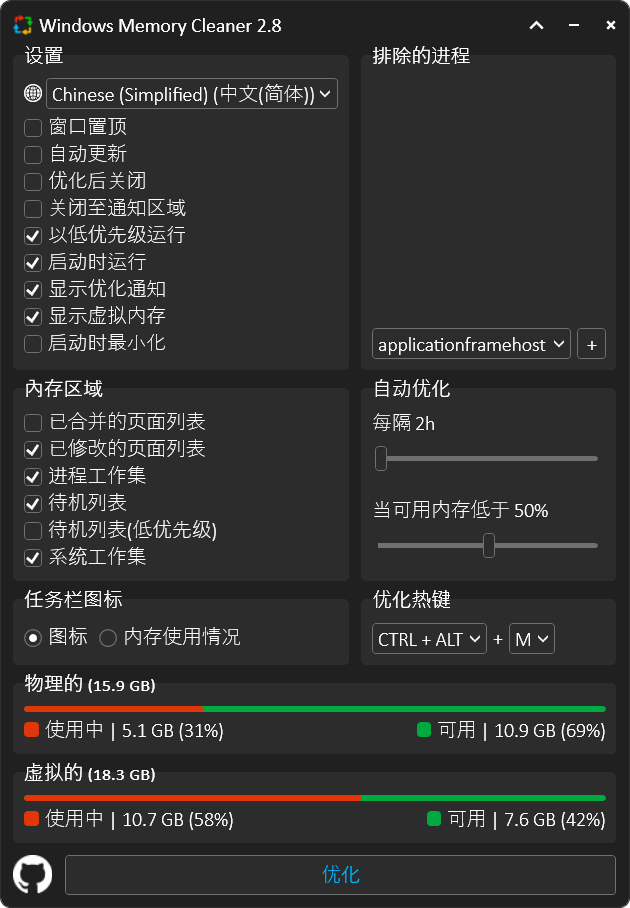 Windows Memory Cleaner 2.8
设置
Chinese (Simplified) (中文(简体))
窗口置顶
自动更新
优化后关闭
关闭至通知区域
以低优先级运行
启动时运行
显示优化通知
显示虚拟内存
启动时最小化
排除的进程
applicationframehost
+
內存区域
已合并的页面列表
已修改的页面列表
进程工作集
待机列表
待机列表(低优先级)
系统工作集
自动优化
每隔 2h
当可用内存低于 50%
任务栏图标
图标 内存使用情况
优化热键
CTRL + ALT + M
物理的 (15.9 GB)
使用中 | 5.1 GB (31%)
可用 | 10.9 GB (69%)
虚拟的 (18.3 GB)
使用中 | 10.7 GB (58%)
可用 | 7.6 GB (42%)
优化